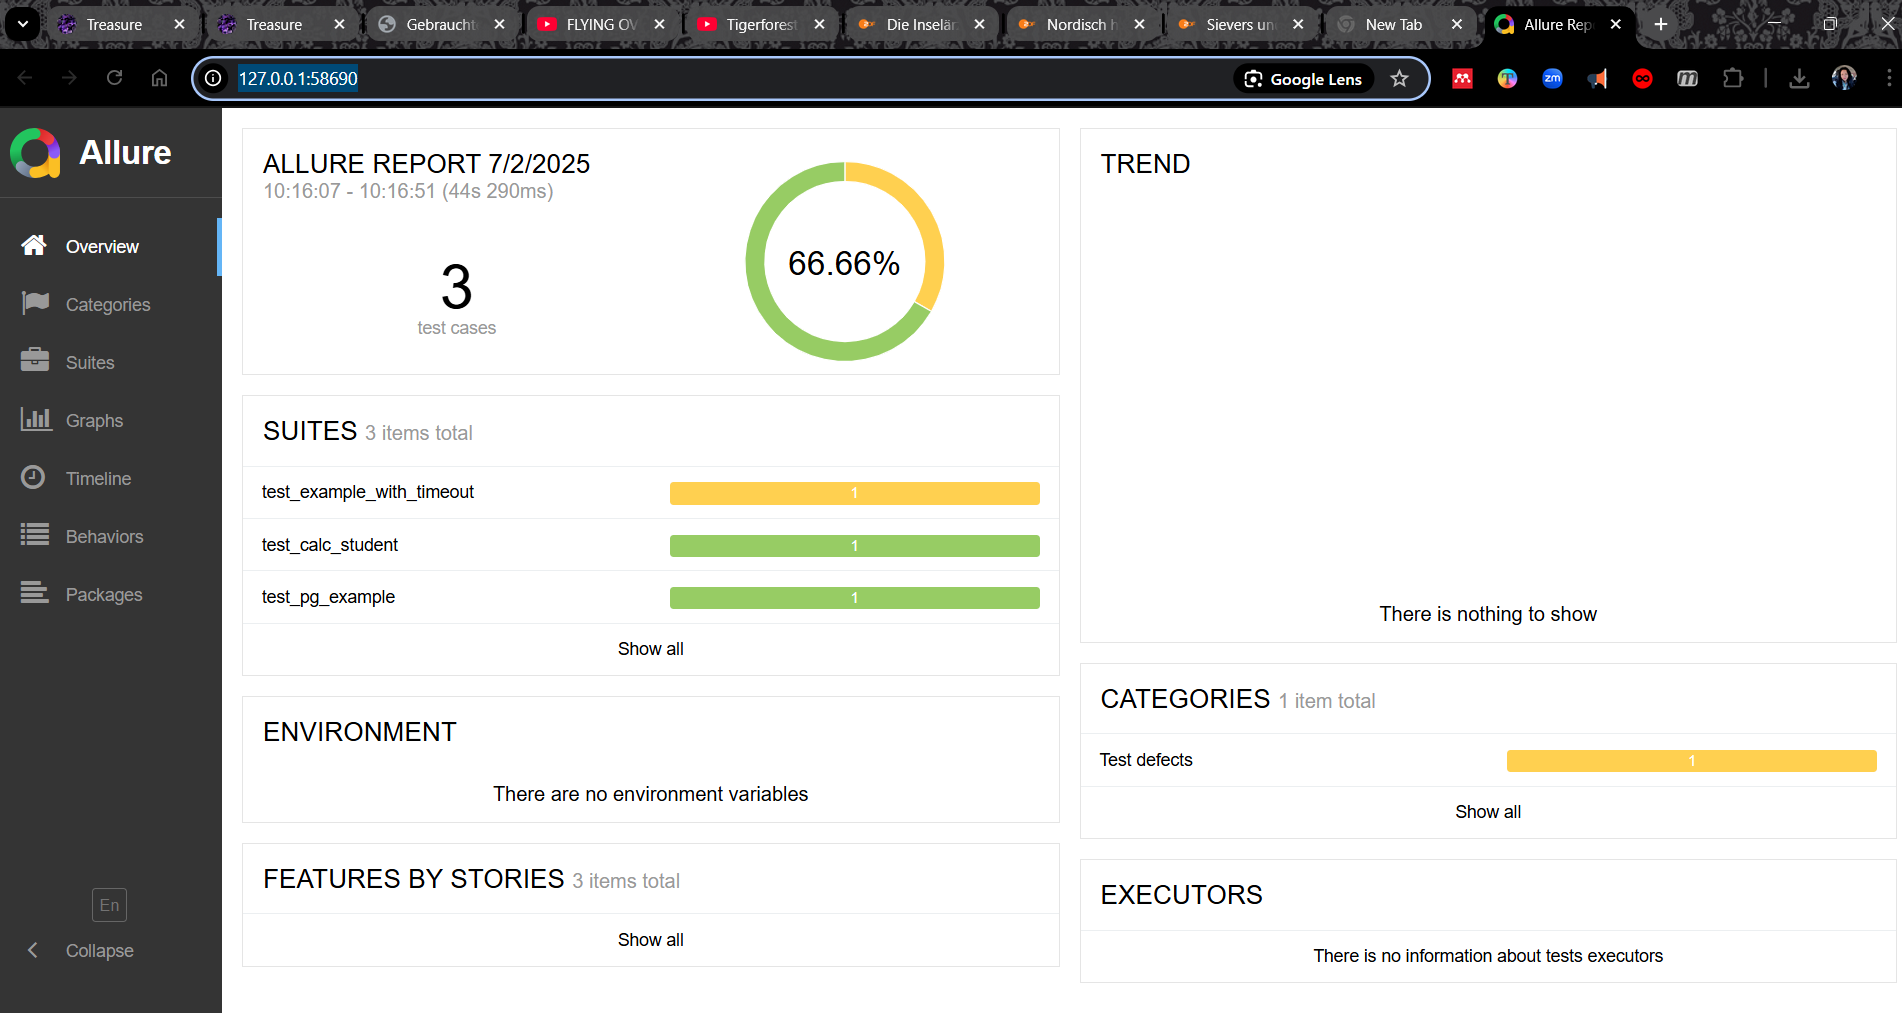 Treasure
Treasure
Gebraucht
FLYING OV
Tigerforest
Die Inselär
Nordisch h
Sievers un
New Tab
Allure Rep
127.0.0.1:58690
Google Lens
zm
Allure
Overview
Categories
Suites
Graphs
Timeline
Behaviors
Packages
En
Collapse
ALLURE REPORT 7/2/2025
10:16:07 - 10:16:51 (44s 290ms)
3
test cases
66.66%
SUITES 3 items total
test_example_with_timeout 1
test_calc_student 1
test_pg_example 1
Show all
ENVIRONMENT
There are no environment variables
FEATURES BY STORIES 3 items total
Show all
TREND
There is nothing to show
CATEGORIES 1 item total
Test defects 1
Show all
EXECUTORS
There is no information about tests executors